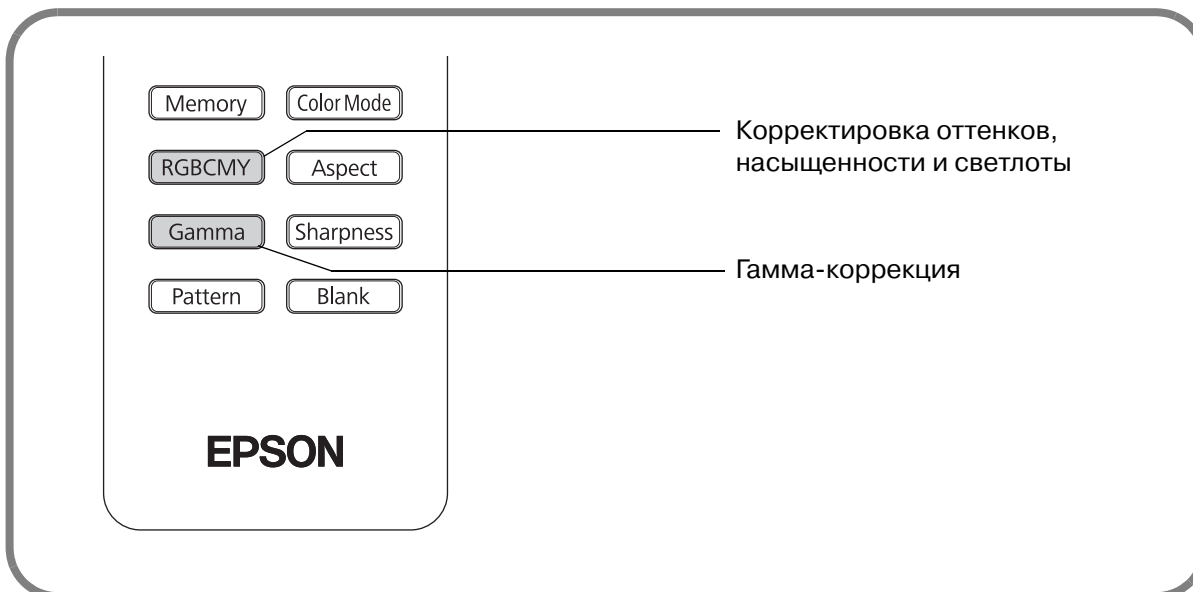 Memory
Color Mode
RGBCMY
Aspect
Gamma
Sharpness
Pattern
Blank
EPSON
Корректировка оттенков,
насыщенности и светлоты
Гамма-коррекция